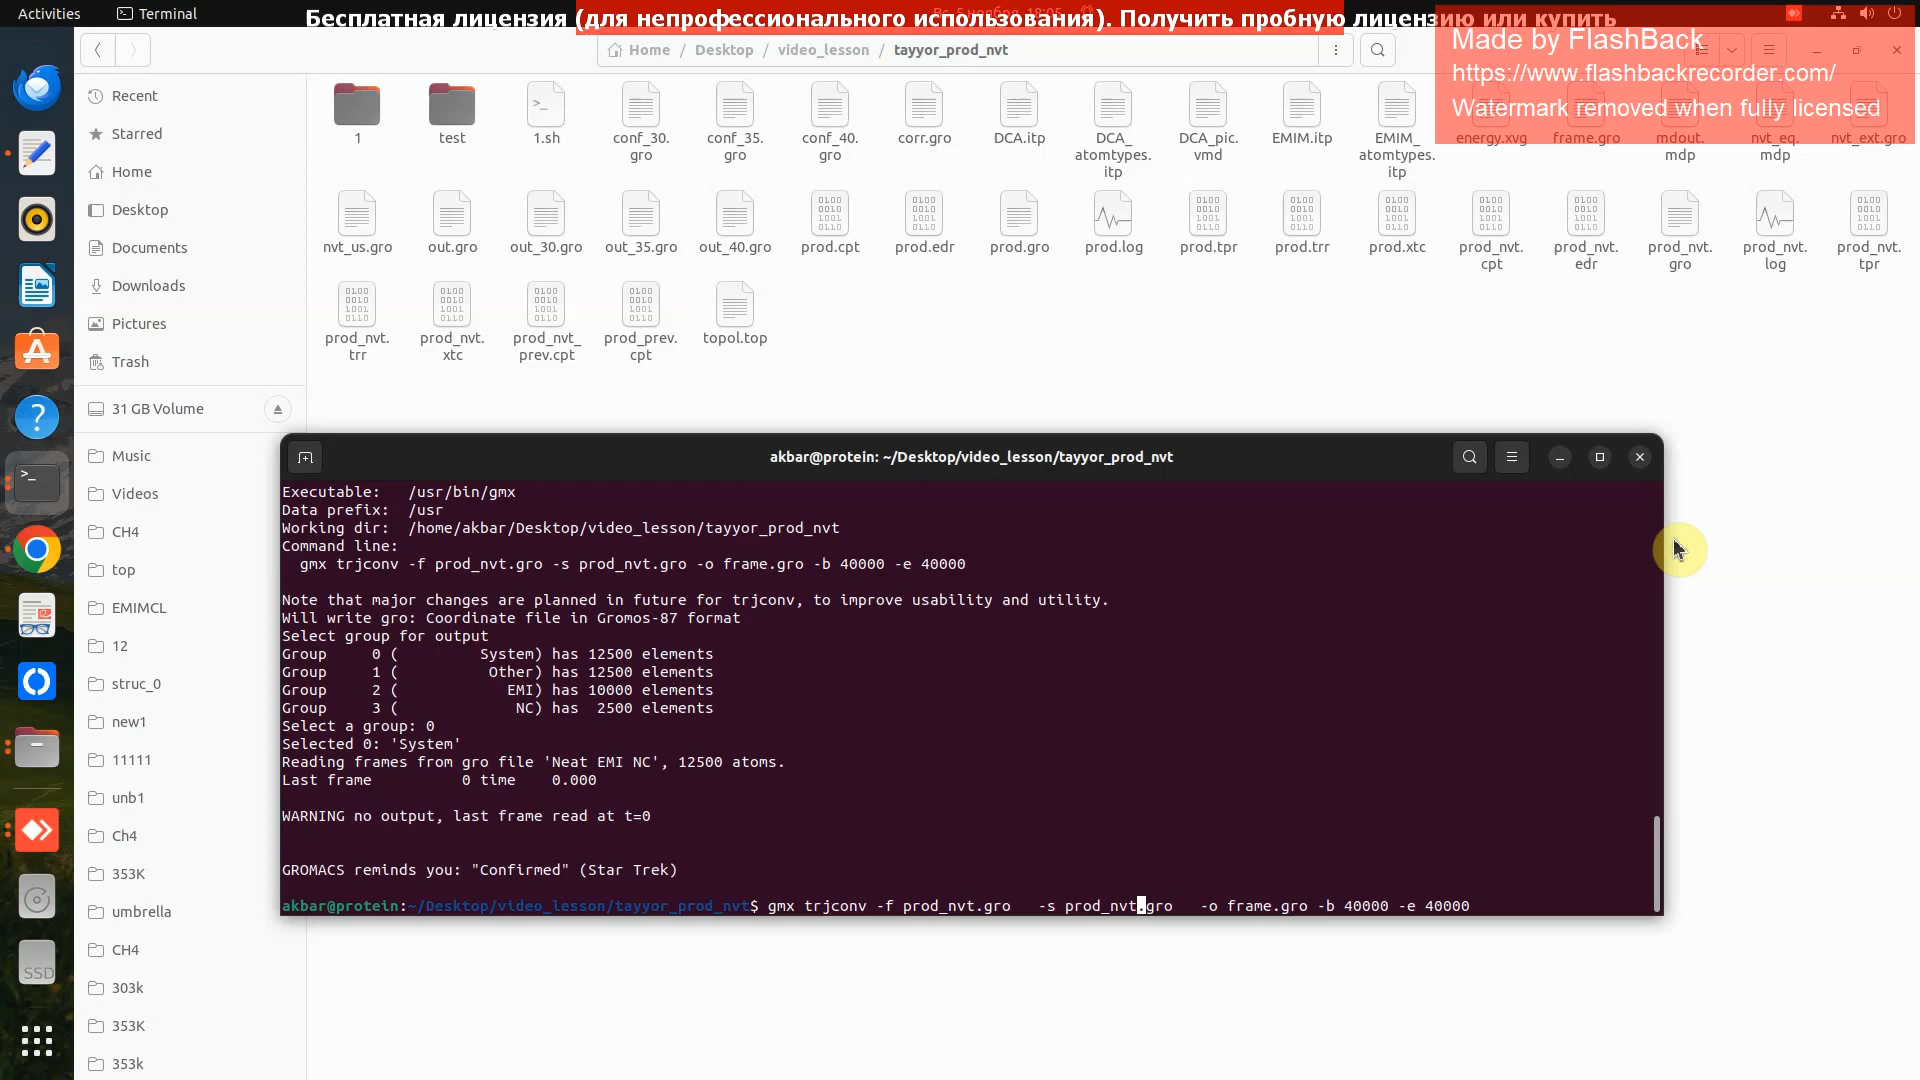 Activities
Terminal
Бесплатная лицензия (для непрофессионального использования). Получить пробную лицензию или купить
Made by FlashBack
https://www.flashbackrecorder.com/
Watermark removed when fully licensed
Home / Desktop / video_lesson / tayyor_prod_nvt
Recent
Starred
Home
Desktop
Documents
Downloads
Pictures
Trash
31 GB Volume
Music
Videos
CH4
top
EMIMCL
12
struc_0
new1
11111
unb1
Ch4
353K
umbrella
CH4
303k
353K
353k
1
test
1.sh
conf_30.
gro
conf_35.
gro
conf_40.
gro
corr.gro
DCA.itp
DCA_
atomtypes.
itp
DCA_pic.
vmd
EMIM.itp
EMIM_
atomtypes.
itp
energy.xvg
frame.gro
mdout.
mdp
nvt_eq.
mdp
nvt_ext.gro
nvt_us.gro
out.gro
out_30.gro
out_35.gro
out_40.gro
prod.cpt
prod.edr
prod.gro
prod.log
prod.tpr
prod.trr
prod.xtc
prod_nvt.
cpt
prod_nvt.
edr
prod_nvt.
gro
prod_nvt.
log
prod_nvt.
tpr
prod_nvt.
trr
prod_nvt.
xtc
prod_nvt_
prev.cpt
prod_prev.
cpt
topol.top
akbar@protein: ~/Desktop/video_lesson/tayyor_prod_nvt
Executable:   /usr/bin/gmx
Data prefix:  /usr
Working dir:  /home/akbar/Desktop/video_lesson/tayyor_prod_nvt
Command line:
  gmx trjconv -f prod_nvt.gro -s prod_nvt.gro -o frame.gro -b 40000 -e 40000
Note that major changes are planned in future for trjconv, to improve usability and utility.
Will write gro: Coordinate file in Gromos-87 format
Select group for output
Group     0 (         System) has 12500 elements
Group     1 (          Other) has 12500 elements
Group     2 (            EMI) has 10000 elements
Group     3 (             NC) has  2500 elements
Select a group: 0
Selected 0: 'System'
Reading frames from gro file 'Neat EMI NC', 12500 atoms.
Last frame          0 time    0.000
WARNING no output, last frame read at t=0
GROMACS reminds you: "Confirmed" (Star Trek)
akbar@protein:~/Desktop/video_lesson/tayyor_prod_nvt$ gmx trjconv -f prod_nvt.gro   -s prod_nvt.gro   -o frame.gro -b 40000 -e 40000
SSD